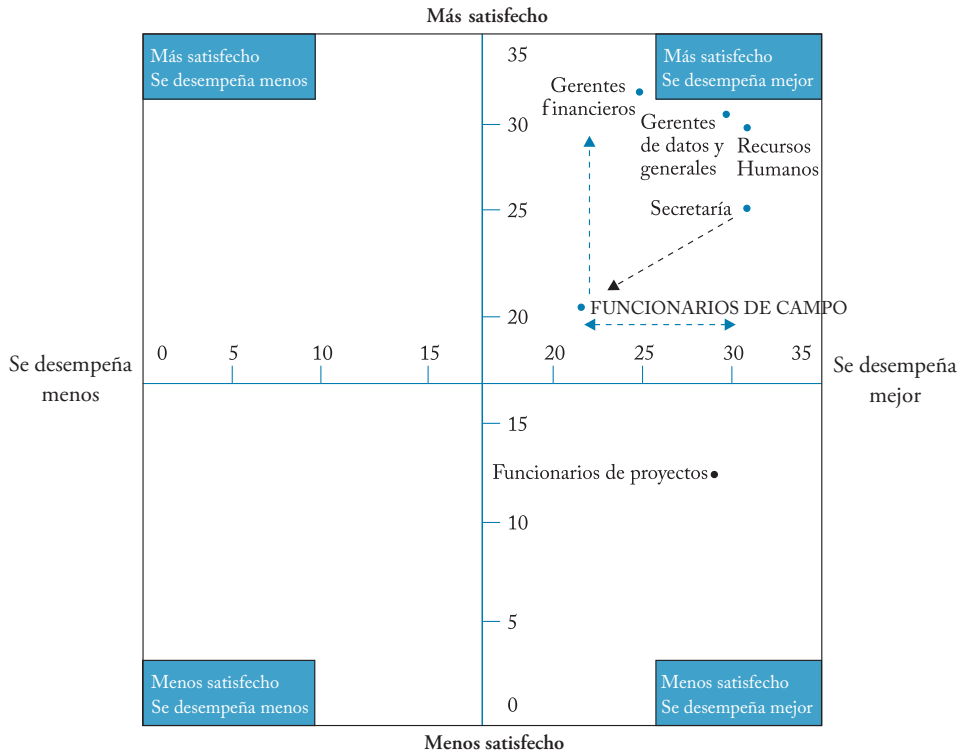 Más satisfecho
Más satisfecho
Se desempeña menos
35
Más satisfecho
Se desempeña mejor
Gerentes
financieros
30
Gerentes
de datos y
generales
Recursos
Humanos
25
Secretaría
FUNCIONARIOS DE CAMPO
20
0
5
10
15
20
25
30
35
Se desempeña
menos
Se desempeña
mejor
15
Funcionarios de proyectos
10
5
Menos satisfecho
Se desempeña menos
0
Menos satisfecho
Se desempeña mejor
Menos satisfecho